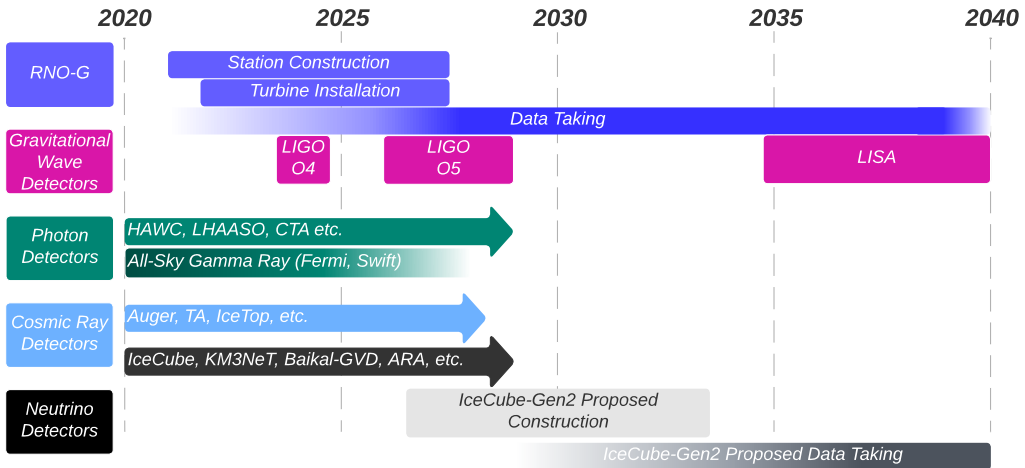 2020 2025 2030 2035 2040
RNO-G
Station Construction
Turbine Installation
Data Taking
Gravitational
Wave
Detectors
LIGO
O4
LIGO
O5
LISA
Photon
Detectors
HAWC, LHAASO, CTA etc.
All-Sky Gamma Ray (Fermi, Swift)
Cosmic Ray
Detectors
Auger, TA, IceTop, etc.
IceCube, KM3NeT, Baikal-GVD, ARA, etc.
Neutrino
Detectors
IceCube-Gen2 Proposed
Construction
IceCube-Gen2 Proposed Data Taking